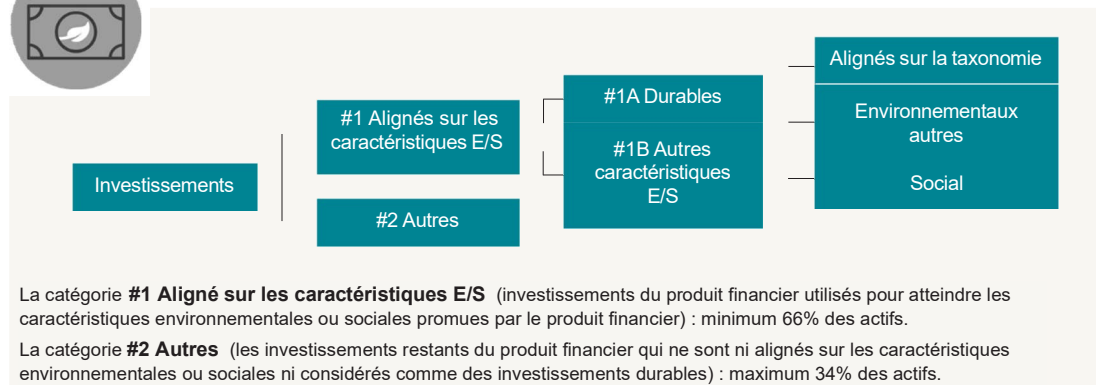 Alignés sur la taxonomie
#1A Durables
#1 Alignés sur les
caractéristiques E/S
Environnementaux
autres
#1B Autres
caractéristiques
E/S
Investissements
Social
#2 Autres
La catégorie #1 Aligné sur les caractéristiques E/S (investissements du produit financier utilisés pour atteindre les
caractéristiques environnementales ou sociales promues par le produit financier) : minimum 66% des actifs.
La catégorie #2 Autres (les investissements restants du produit financier qui ne sont ni alignés sur les caractéristiques
environnementales ou sociales ni considérés comme des investissements durables) : maximum 34% des actifs.